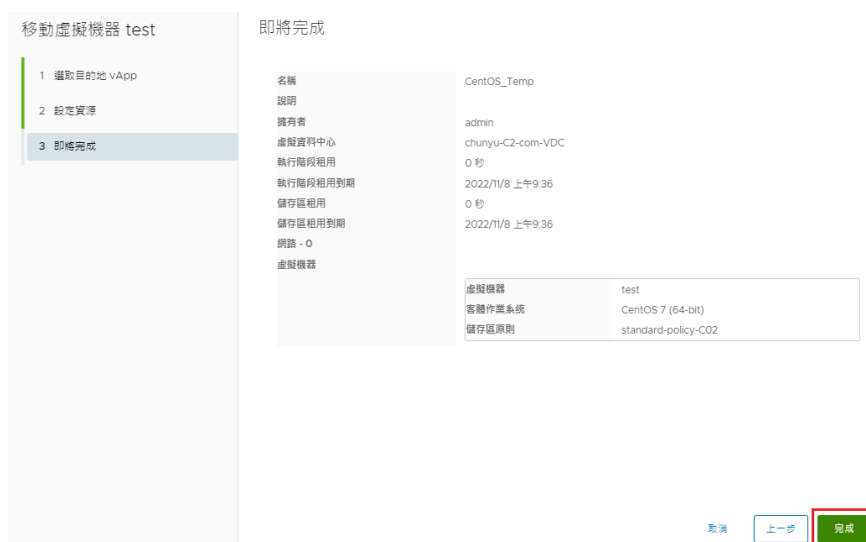 移動虛擬機器 test
1 選取目的地 vApp
2 設定資源
3 即將完成
即將完成
名稱 CentOS_Temp
說明
擁有者 admin
虛擬資料中心 chunyu-C2-com-VDC
執行階段租用 0 秒
執行階段租用到期 2022/11/8 上午9:36
儲存區租用 0 秒
儲存區租用到期 2022/11/8 上午9:36
網路 - 0
虛擬機器
虛擬機器 test
客體作業系統 CentOS 7 (64-bit)
儲存區原則 standard-policy-C02
取消 上一步 完成